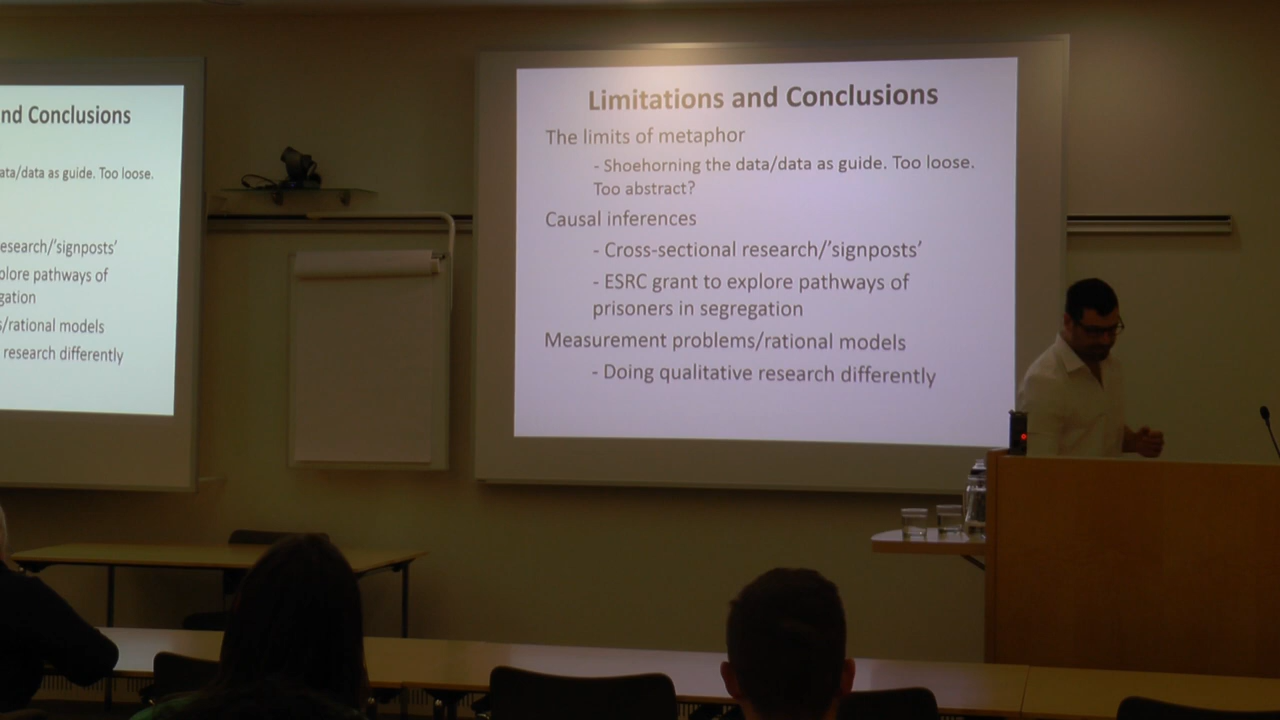 nd Conclusions
ata/data as guide. Too loose.
esearch/'signposts'
plore pathways of
gation
s/rational models
research differently
Limitations and Conclusions
The limits of metaphor
- Shoehorning the data/data as guide. Too loose.
Too abstract?
Causal inferences
- Cross-sectional research/'signposts'
- ESRC grant to explore pathways of
prisoners in segregation
Measurement problems/rational models
- Doing qualitative research differently